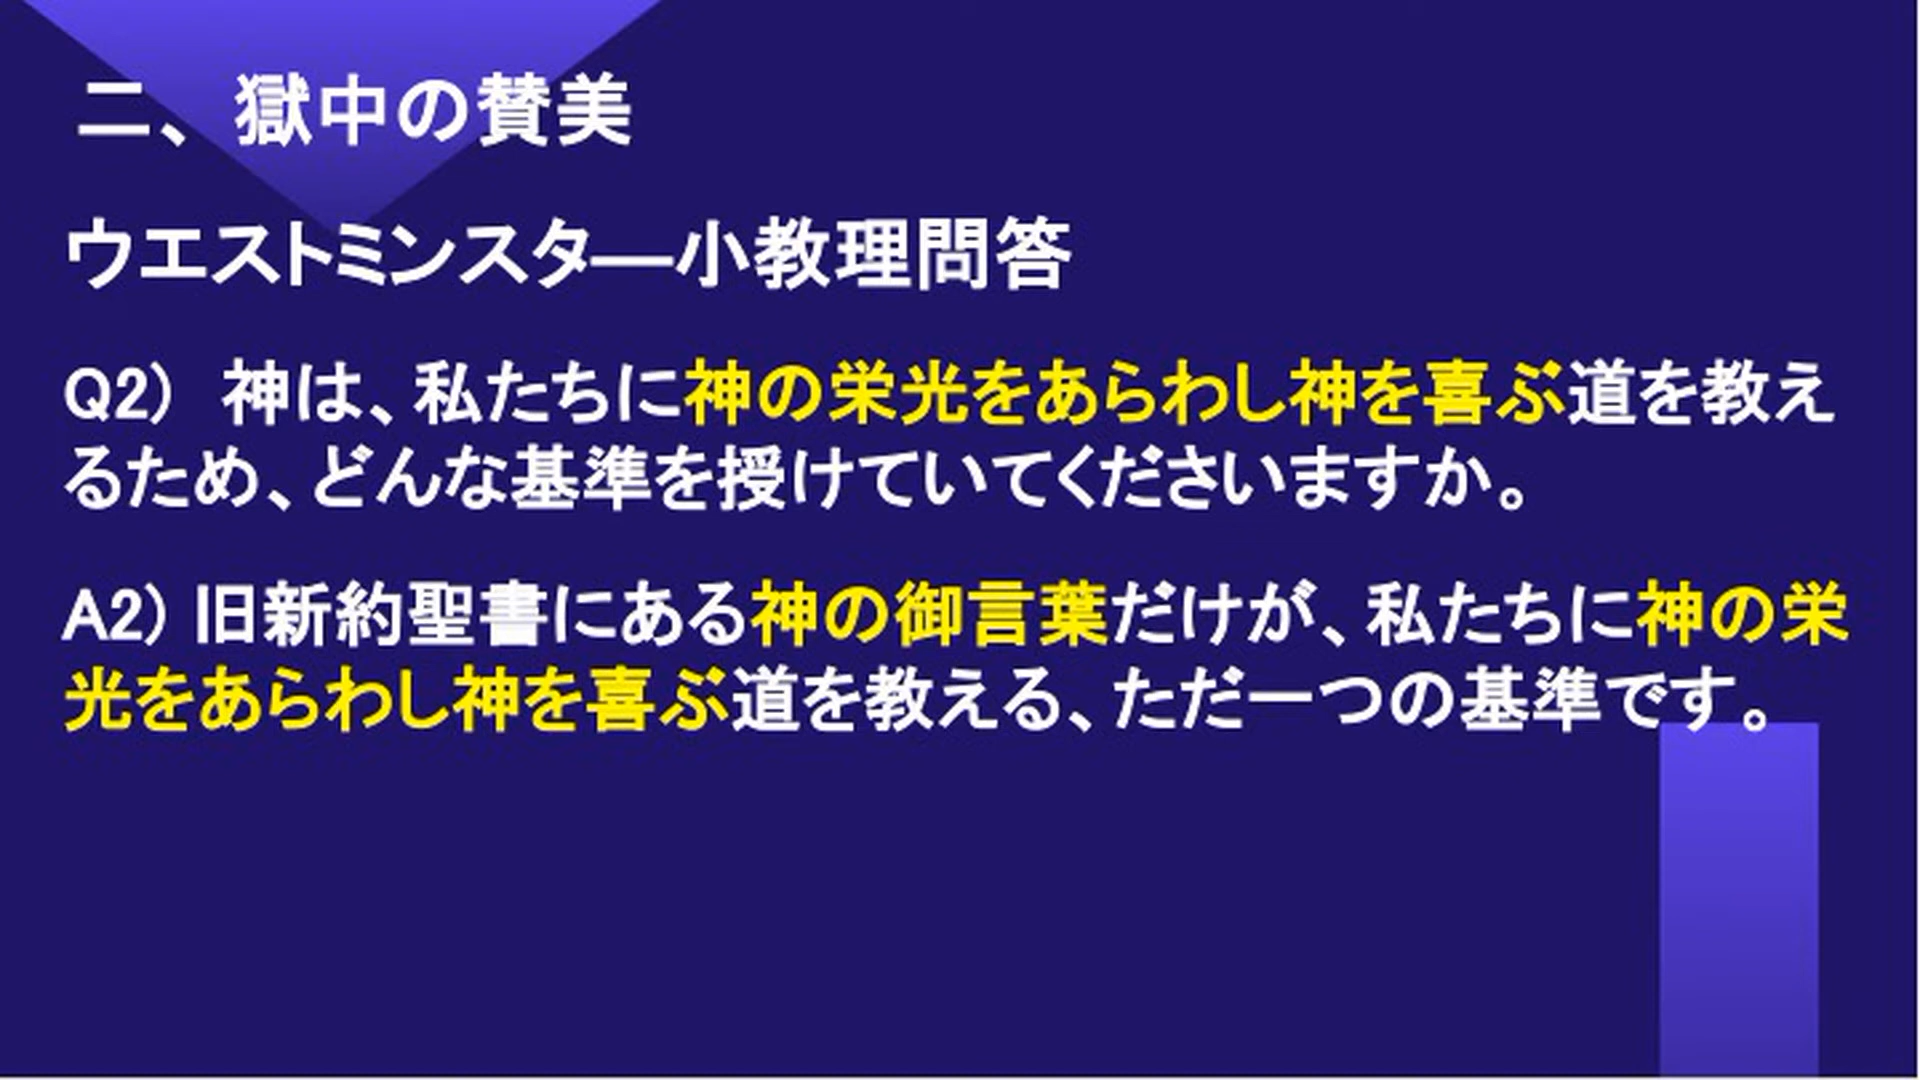 二、獄中の賛美
ウエストミンスタ―小教理問答
Q2) 神は、私たちに神の栄光をあらわし神を喜ぶ道を教え
るため、どんな基準を授けていてくださいますか。
A2) 旧新約聖書にある神の御言葉だけが、私たちに神の栄
光をあらわし神を喜ぶ道を教える、ただ一つの基準です。